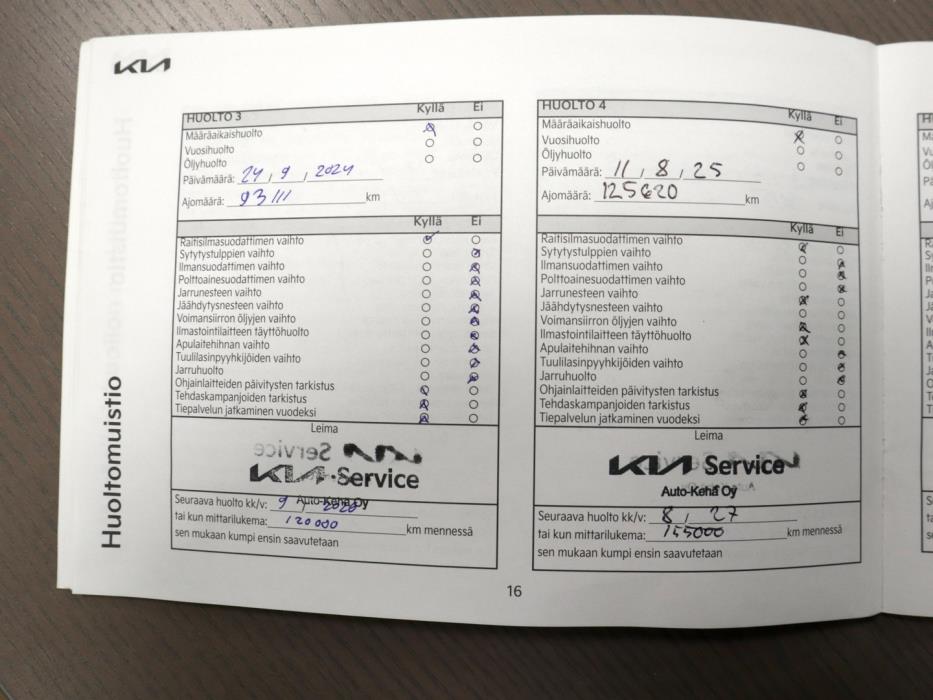 KIA
Huoltomuistio
HUOLTO 3 Kyllä Ei
Määräaikaishuolto
Vuosihuolto
Öljyhuolto
Päivämäärä: 24 , 9 , 2024
Ajomäärä: 93111 km
Kyllä Ei
Raitisilmasuodattimen vaihto
Sytytystulppien vaihto
Ilmansuodattimen vaihto
Polttoainesuodattimen vaihto
Jarrunesteen vaihto
Jäähdytysnesteen vaihto
Voimansiirron öljyjen vaihto
Ilmastointilaitteen täyttöhuolto
Apulaitehihnan vaihto
Tuulilasinpyyhkijöiden vaihto
Jarruhuolto
Ohjainlaitteiden päivitysten tarkistus
Tehdaskampanjoiden tarkistus
Tiepalvelun jatkaminen vuodeksi
Leima
KIA Service
Auto-Kehä Oy
Seuraava huolto kk/v: 9 /
tai kun mittarilukema: 120000 km mennessä
sen mukaan kumpi ensin saavutetaan
HUOLTO 4 Kyllä Ei
Määräaikaishuolto
Vuosihuolto
Öljyhuolto
Päivämäärä: 11 , 8 , 25
Ajomäärä: 125620 km
Kyllä Ei
Raitisilmasuodattimen vaihto
Sytytystulppien vaihto
Ilmansuodattimen vaihto
Polttoainesuodattimen vaihto
Jarrunesteen vaihto
Jäähdytysnesteen vaihto
Voimansiirron öljyjen vaihto
Ilmastointilaitteen täyttöhuolto
Apulaitehihnan vaihto
Tuulilasinpyyhkijöiden vaihto
Jarruhuolto
Ohjainlaitteiden päivitysten tarkistus
Tehdaskampanjoiden tarkistus
Tiepalvelun jatkaminen vuodeksi
Leima
KIA Service
Auto-Kehä Oy
Seuraava huolto kk/v: 8 / 27
tai kun mittarilukema: 155000 km mennessä
sen mukaan kumpi ensin saavutetaan
16